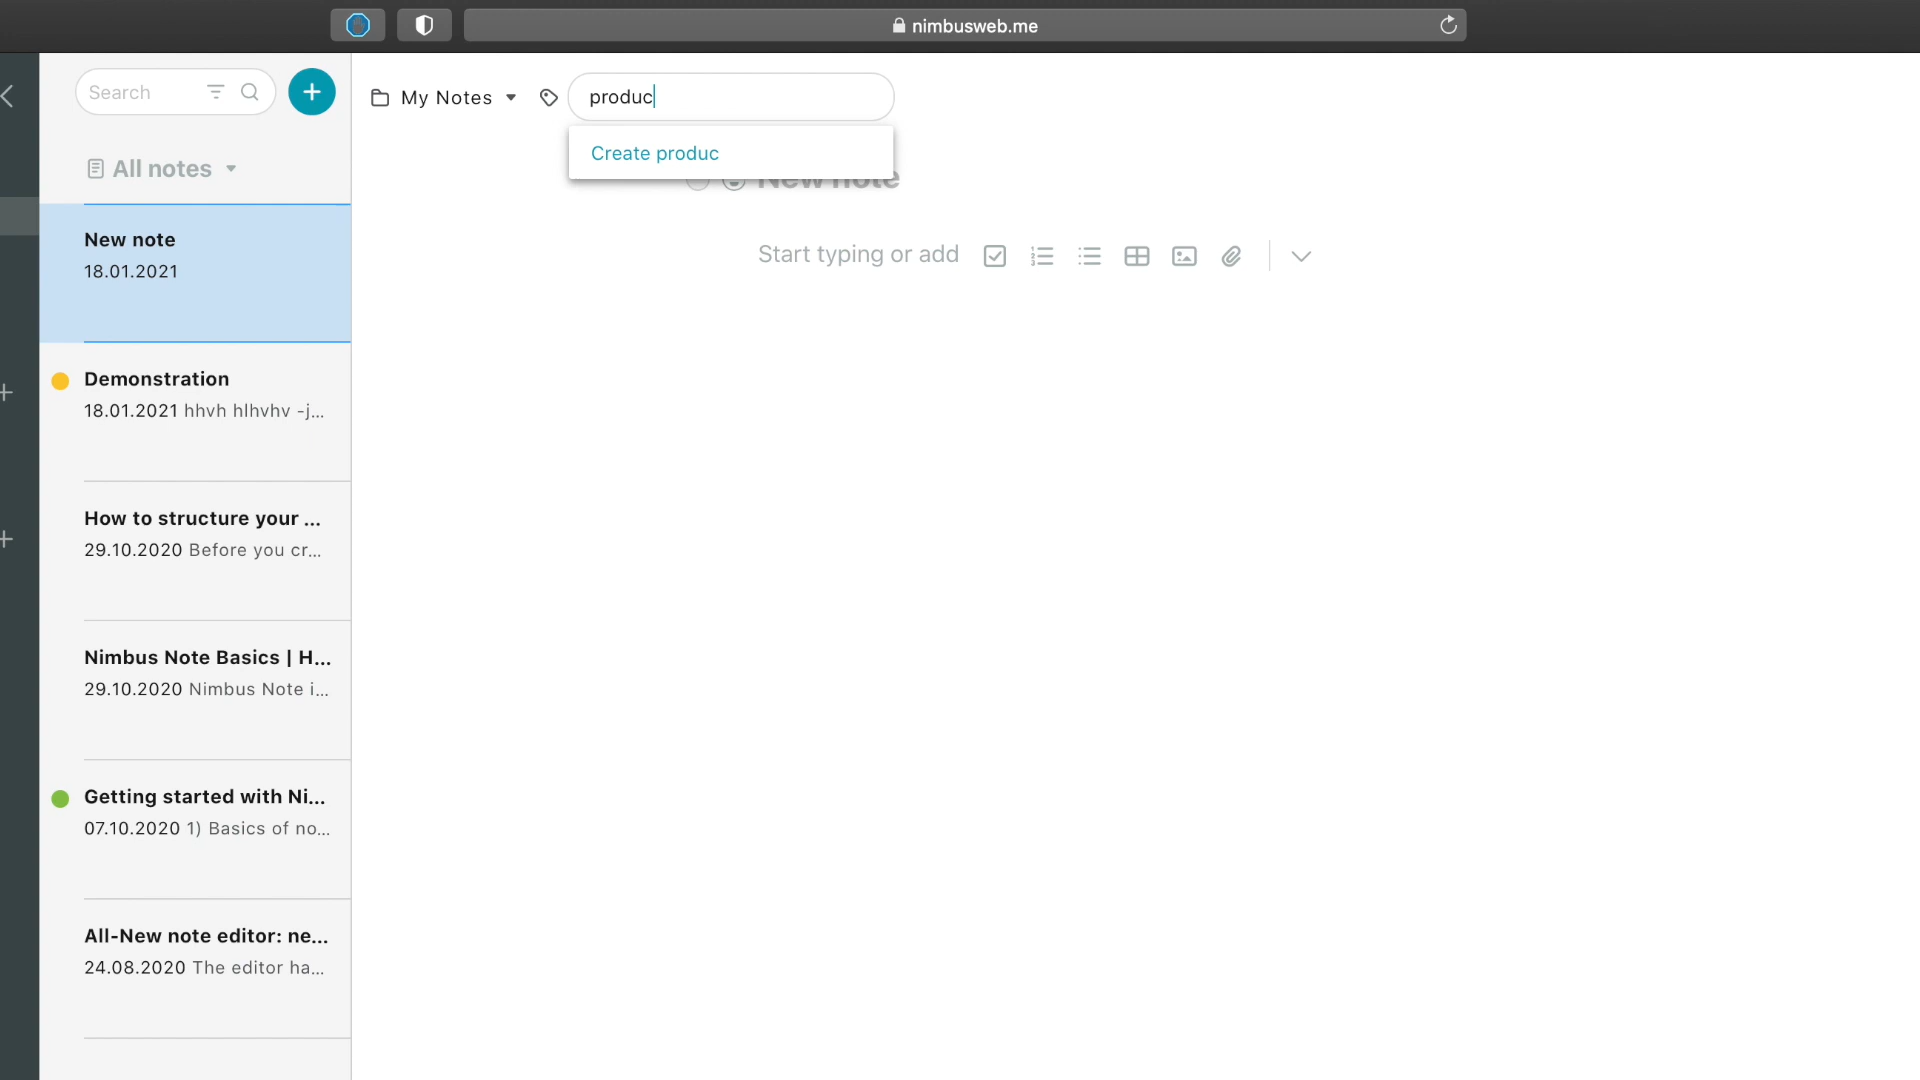 nimbusweb.me
Search
My Notes
produc
Create produc
All notes
New note
Start typing or add
New note
18.01.2021
Demonstration
18.01.2021 hhvh hlhvhv -j...
How to structure your ...
29.10.2020 Before you cr...
Nimbus Note Basics | H...
29.10.2020 Nimbus Note i...
Getting started with Ni...
07.10.2020 1) Basics of no...
All-New note editor: ne...
24.08.2020 The editor ha...